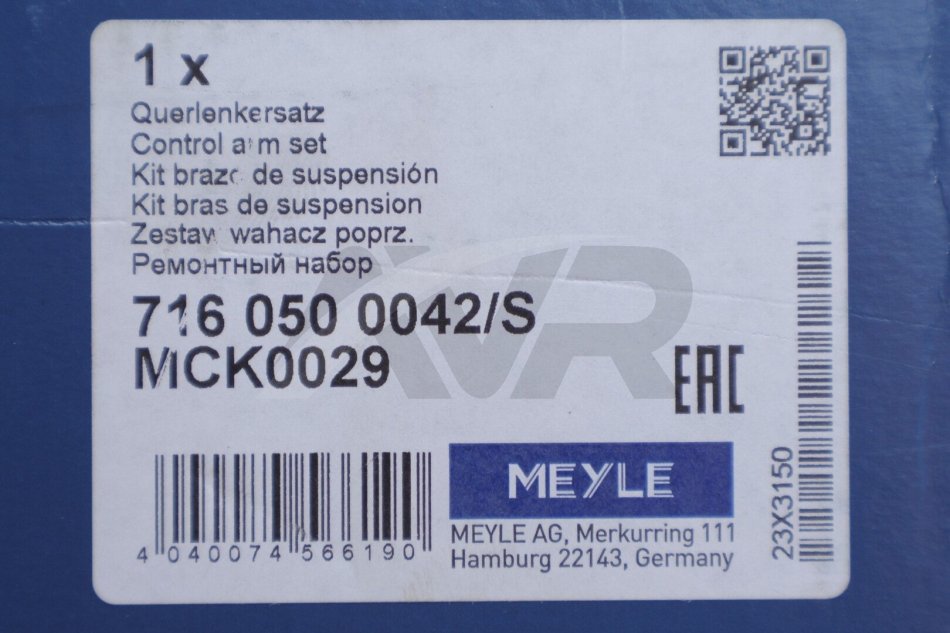 1 x
Querlenkersatz
Control arm set
Kit brazo de suspensión
Kit bras de suspension
Zestaw wahacz poprz.
Ремонтный набор
716 050 0042/S
MCK0029
EAC
MEYLE
MEYLE AG, Merkurring 111
Hamburg 22143, Germany
4 040074 566190
23X3150
AVR